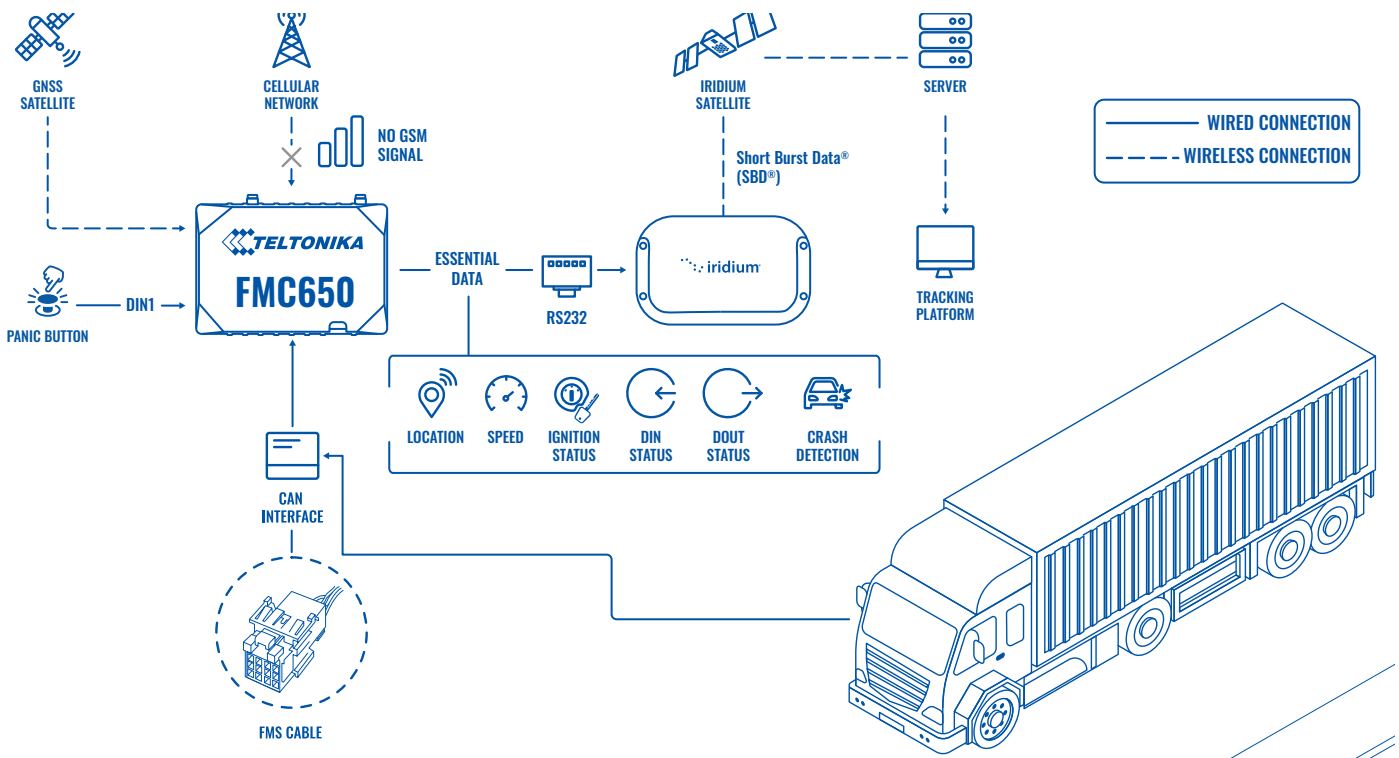 GNSS
SATELLITE
CELLULAR
NETWORK
NO GSM
SIGNAL
IRIDIUM
SATELLITE
SERVER
WIRED CONNECTION
WIRELESS CONNECTION
Short Burst Data®
(SBD®)
TELTONIKA
FMC650
ESSENTIAL
DATA
RS232
iridium
TRACKING
PLATFORM
DIN1
PANIC BUTTON
LOCATION
SPEED
IGNITION
STATUS
DIN
STATUS
DOUT
STATUS
CRASH
DETECTION
CAN
INTERFACE
FMS CABLE